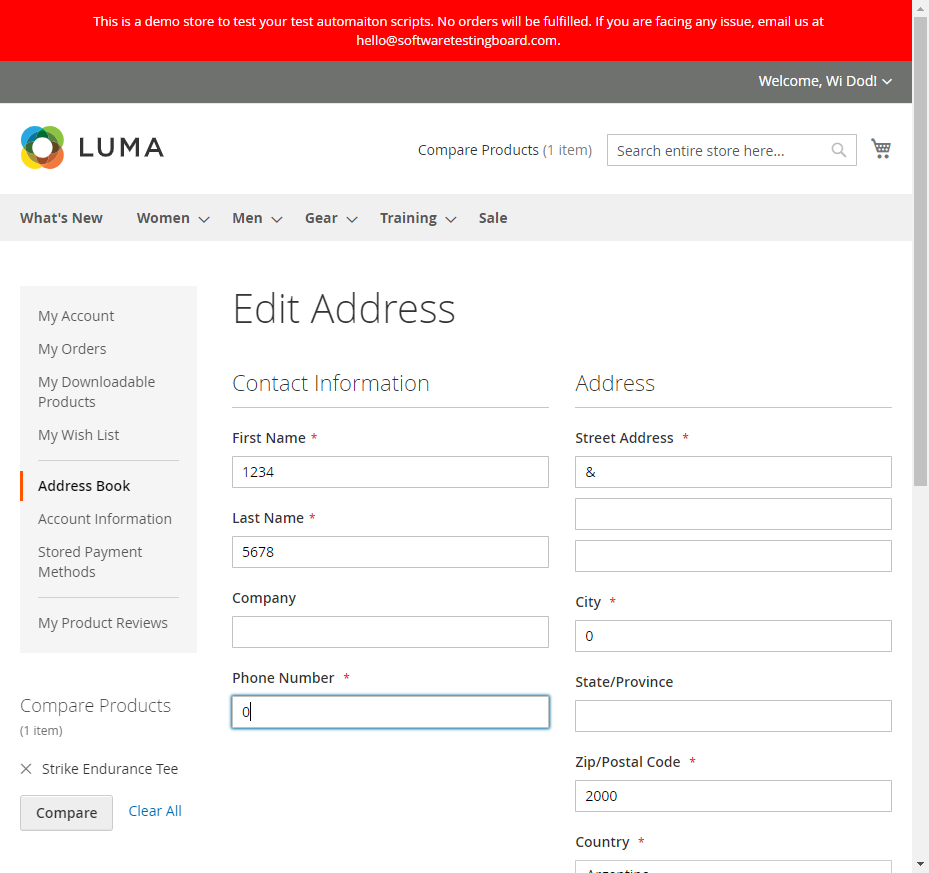 This is a demo store to test your test automaiton scripts. No orders will be fulfilled. If you are facing any issue, email us at
hello@softwaretestingboard.com.
Welcome, Wi Dod!
LUMA
Compare Products (1 item)
Search entire store here...
What's New
Women
Men
Gear
Training
Sale
My Account
My Orders
My Downloadable
Products
My Wish List
Address Book
Account Information
Stored Payment
Methods
My Product Reviews
Compare Products
(1 item)
Strike Endurance Tee
Compare
Clear All
Edit Address
Contact Information
First Name *
1234
Last Name *
5678
Company
Phone Number *
0
Address
Street Address *
&
City *
0
State/Province
Zip/Postal Code *
2000
Country *
Argentina